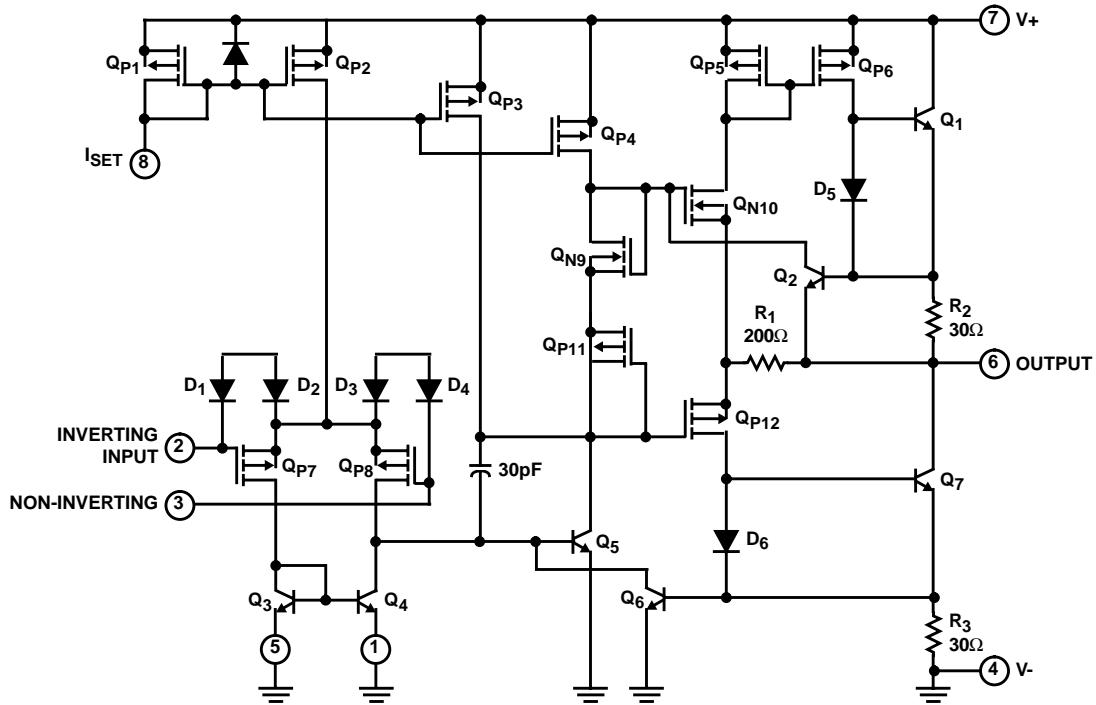 7 V+
QP1
QP2
QP3
QP4
QP5
QP6
Q1
ISET
8
D5
QN10
QN9
Q2
R1
200Ω
R2
30Ω
QP11
6 OUTPUT
D1
D2
D3
D4
QP12
INVERTING
INPUT
2
QP7
QP8
30pF
Q7
NON-INVERTING 3
Q5
D6
Q3
Q4
Q6
R3
30Ω
5
1
4 V-